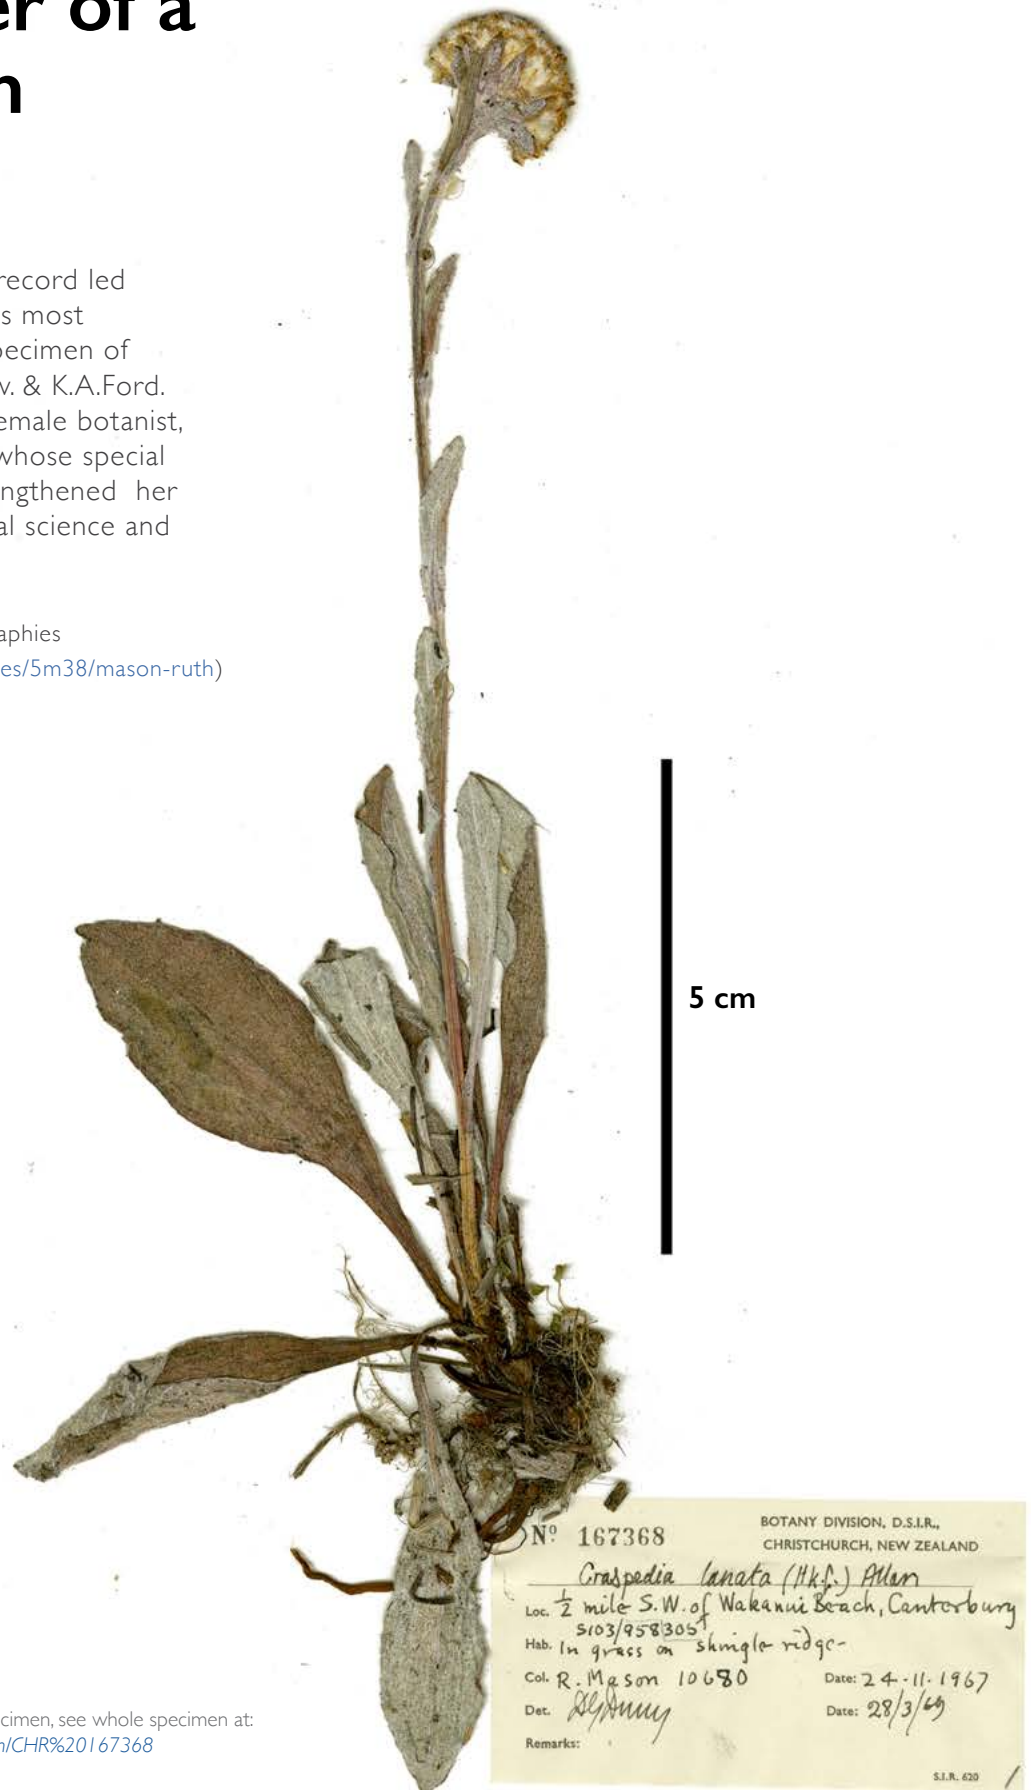 er of a
n
record led
s most
pecimen of
v. & K.A.Ford.
emale botanist,
whose special
ngthened her
al science and
aphies
es/5m38/mason-ruth)
5 cm
Nº 167368
BOTANY DIVISION, D.S.I.R.,
CHRISTCHURCH, NEW ZEALAND
Craspedia lanata (Hk.f.) Allan
Loc. ½ mile S.W. of Wakanui Beach, Canterbury
S103/958305
Hab. In grass on shingle ridge-
Col. R. Mason 10680 Date: 24-11-1967
Det. Date: 28/3/69
Remarks:
S.I.R. 620
cimen, see whole specimen at:
n/CHR%20167368